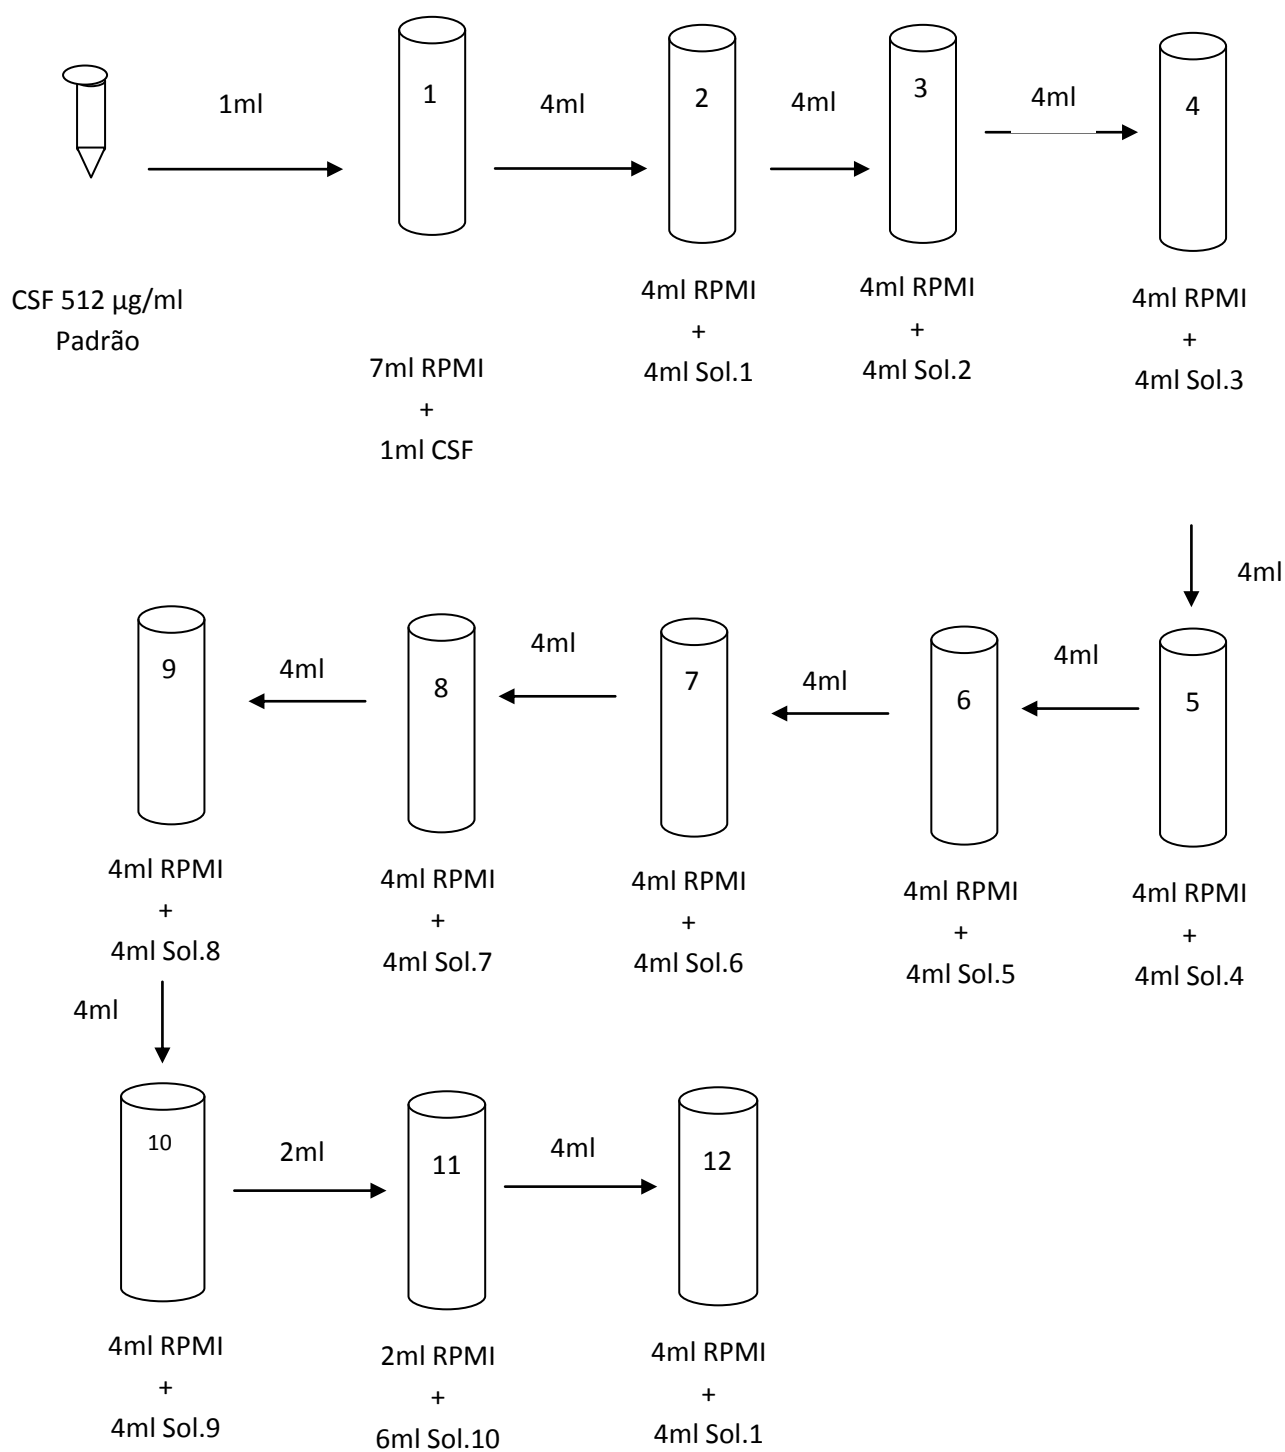 1ml
1
4ml
2
4ml
3
4ml
4
CSF 512 µg/ml
Padrão
7ml RPMI
+
1ml CSF
4ml RPMI
+
4ml Sol.1
4ml RPMI
+
4ml Sol.2
4ml RPMI
+
4ml Sol.3
4ml
5
4ml
6
4ml
7
4ml
8
4ml
9
4ml RPMI
+
4ml Sol.4
4ml RPMI
+
4ml Sol.5
4ml RPMI
+
4ml Sol.6
4ml RPMI
+
4ml Sol.7
4ml RPMI
+
4ml Sol.8
4ml
10
2ml
11
4ml
12
4ml RPMI
+
4ml Sol.9
2ml RPMI
+
6ml Sol.10
4ml RPMI
+
4ml Sol.1